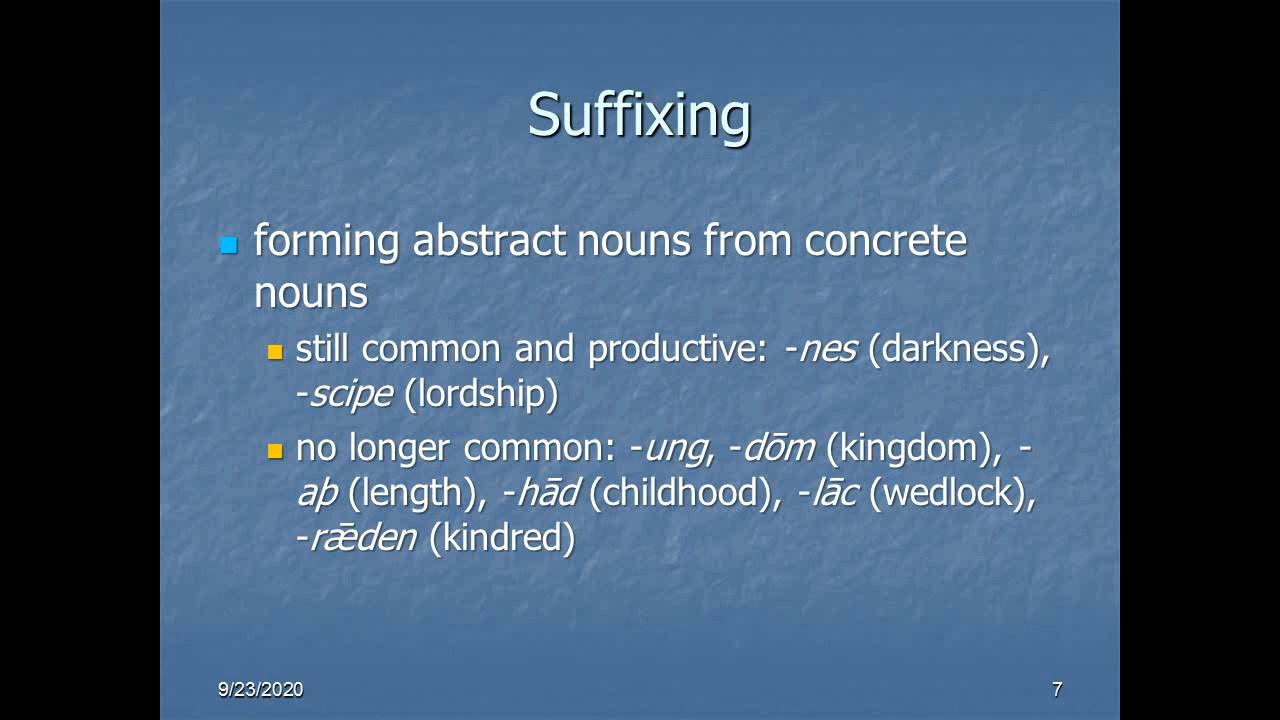 Suffixing
forming abstract nouns from concrete
nouns
still common and productive: -nes (darkness),
-scipe (lordship)
no longer common: -ung, -dōm (kingdom), -
aþ (length), -hād (childhood), -lāc (wedlock),
-rǣden (kindred)
9/23/2020
7